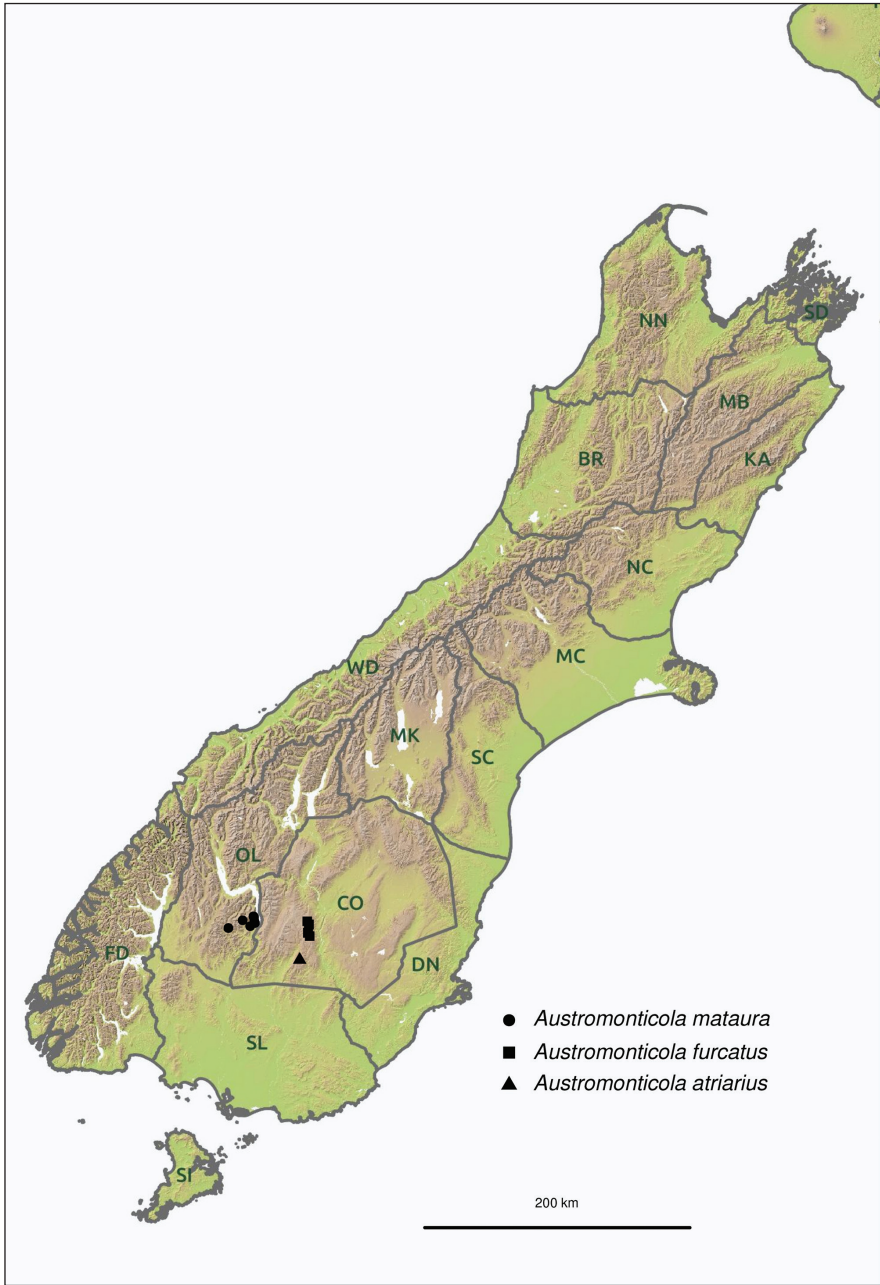 SD
NN
MB
BR
KA
NC
MC
WD
MK
SC
OL
CO
FD
DN
SL
SI
Austromonticola mataura
Austromonticola furcatus
Austromonticola atriarius
200 km